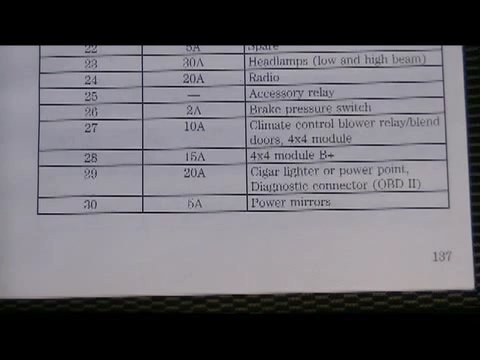 22 5A Spare
23 30A Headlamps (low and high beam)
24 20A Radio
25 — Accessory relay
26 2A Brake pressure switch
27 10A Climate control blower relay/blend
doors, 4x4 module
28 15A 4x4 module B+
29 20A Cigar lighter or power point,
Diagnostic connector (OBD II)
30 5A Power mirrors
137